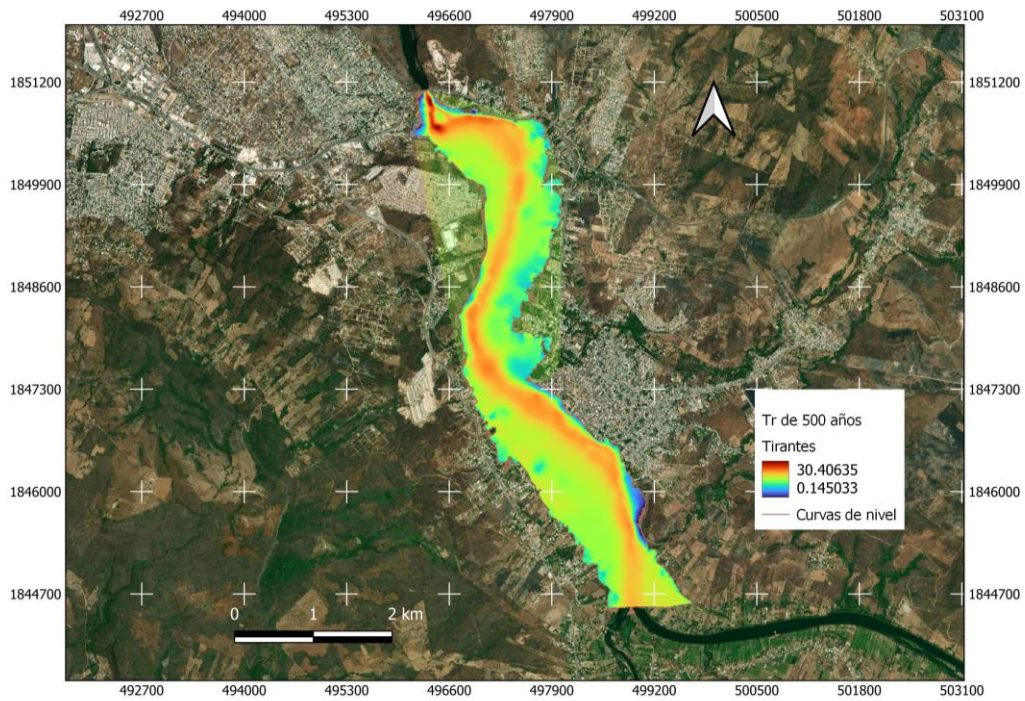 492700 494000 495300 496600 497900 499200 500500 501800 503100
1851200 1851200
1849900 1849900
1848600 1848600
1847300 1847300
Tr de 500 años
Tirantes
30.40635
0.145033
Curvas de nivel
1846000 1846000
1844700 1844700
0 1 2 km
492700 494000 495300 496600 497900 499200 500500 501800 503100